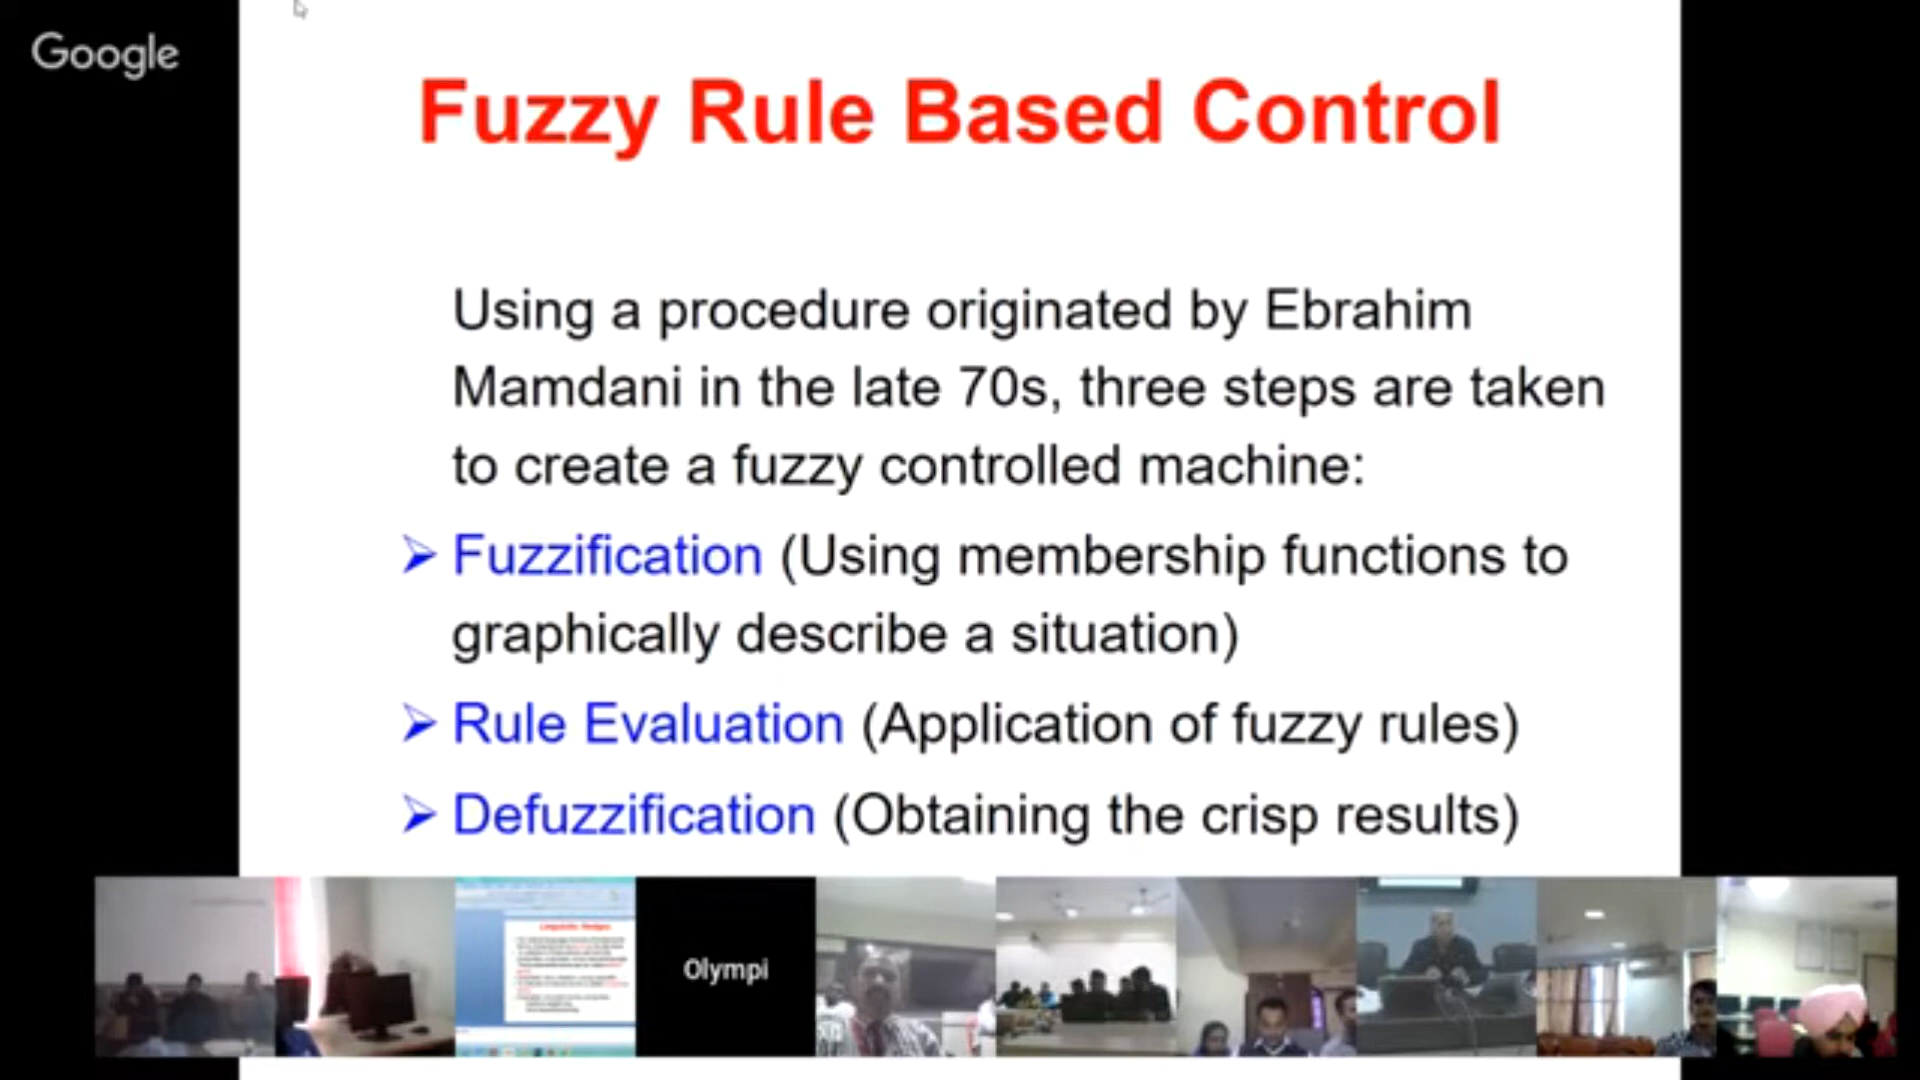 Google
Fuzzy Rule Based Control
Using a procedure originated by Ebrahim
Mamdani in the late 70s, three steps are taken
to create a fuzzy controlled machine:
➢ Fuzzification (Using membership functions to
graphically describe a situation)
➢ Rule Evaluation (Application of fuzzy rules)
➢ Defuzzification (Obtaining the crisp results)
Linguistic Hedges
Olympi